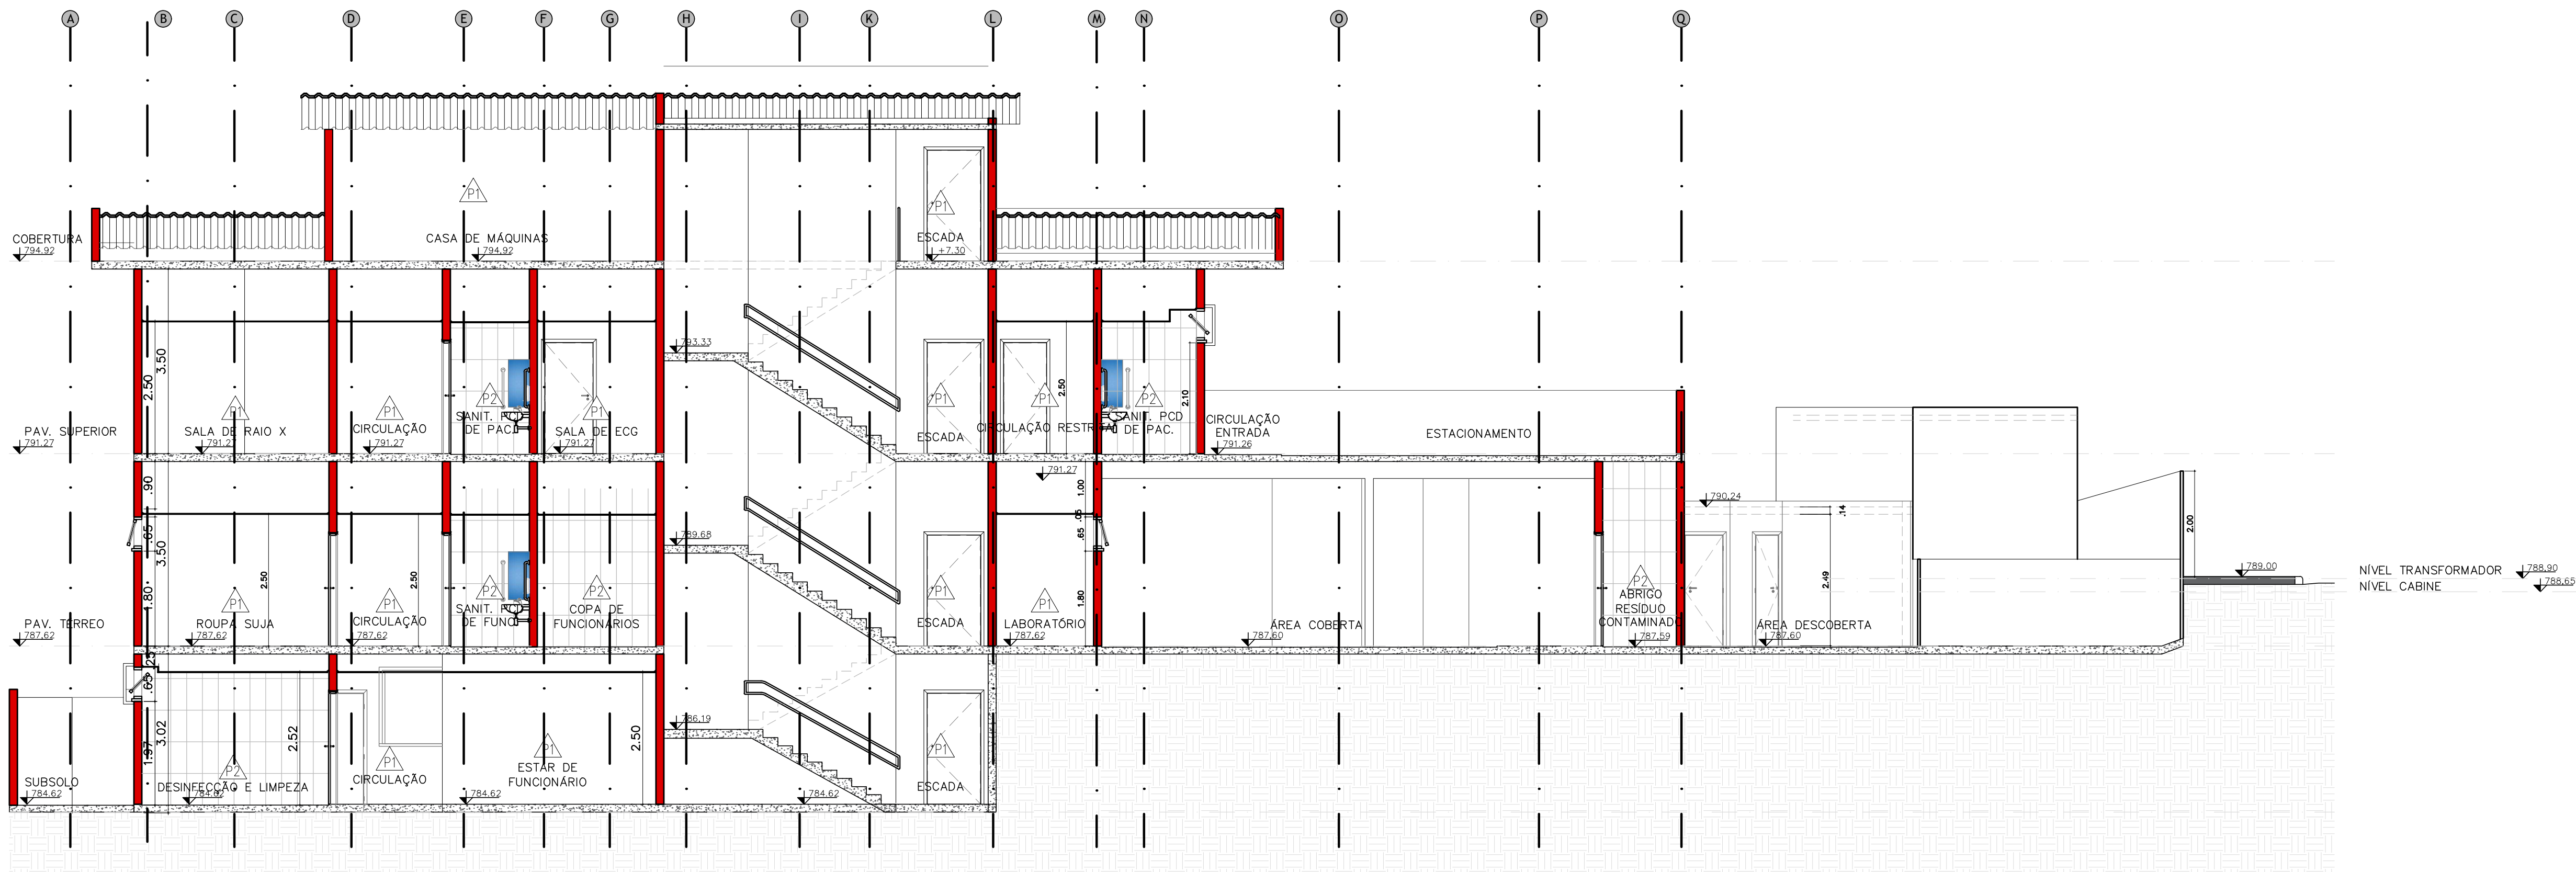 A B C D E F G H I K L M N O P Q
P1
P1
COBERTURA
794.92
CASA DE MÁQUINAS
794.92
ESCADA
+7.30
793.33
3.50
2.50
2.50
2.10
P1
P1
P2
P1
P1
P1
P2
PAV. SUPERIOR
791.27
SALA DE RAIO X
791.27
CIRCULAÇÃO
791.27
SANIT. PCD
DE PAC.
SALA DE ECG
791.27
ESCADA
CIRCULAÇÃO RESTRITA
SANIT. PCD
DE PAC.
CIRCULAÇÃO
ENTRADA
791.26
ESTACIONAMENTO
791.27
.90
1.00
790.24
.14
2.00
.05
.65
.65
789.68
3.50
2.50
2.50
1.80
1.80
2.49
789.00
NÍVEL TRANSFORMADOR
788.90
NÍVEL CABINE
788.65
P1
P1
P2
P2
P1
P1
P2
PAV. TÉRREO
787.62
ROUPA SUJA
787.62
CIRCULAÇÃO
787.62
SANIT. PCD
DE FUNC.
COPA DE
FUNCIONÁRIOS
ESCADA
LABORATÓRIO
787.62
ÁREA COBERTA
787.60
ABRIGO
RESÍDUO
CONTAMINADO
787.59
ÁREA DESCOBERTA
787.60
.25
.65
786.19
3.02
1.97
2.52
2.50
P2
P1
P1
P1
SUBSOLO
784.62
DESINFECÇÃO E LIMPEZA
784.62
CIRCULAÇÃO
ESTAR DE
FUNCIONÁRIO
784.62
784.62
ESCADA